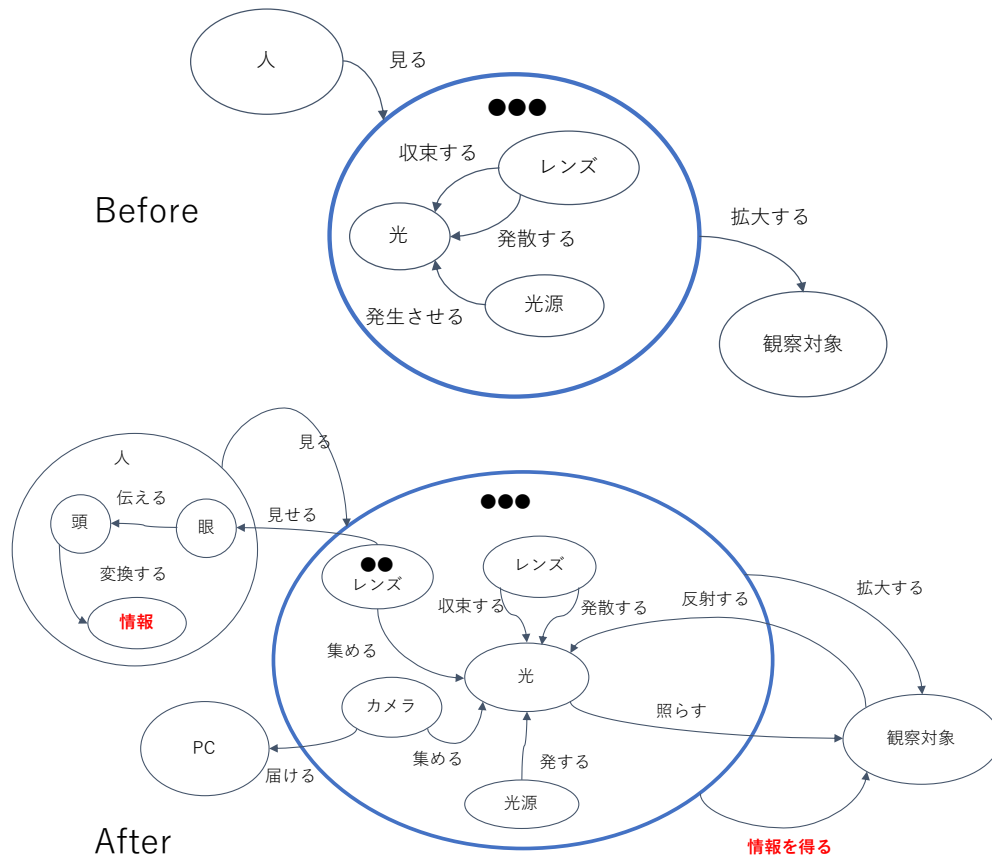 人
見る
●●●
収束する
レンズ
Before
光
発散する
拡大する
発生させる
光源
観察対象
見る
人
●●●
伝える
見せる
頭
眼
●●
レンズ
レンズ
変換する
収束する
発散する
反射する
拡大する
情報
集める
光
カメラ
照らす
PC
届ける
集める
発する
観察対象
光源
After
情報を得る